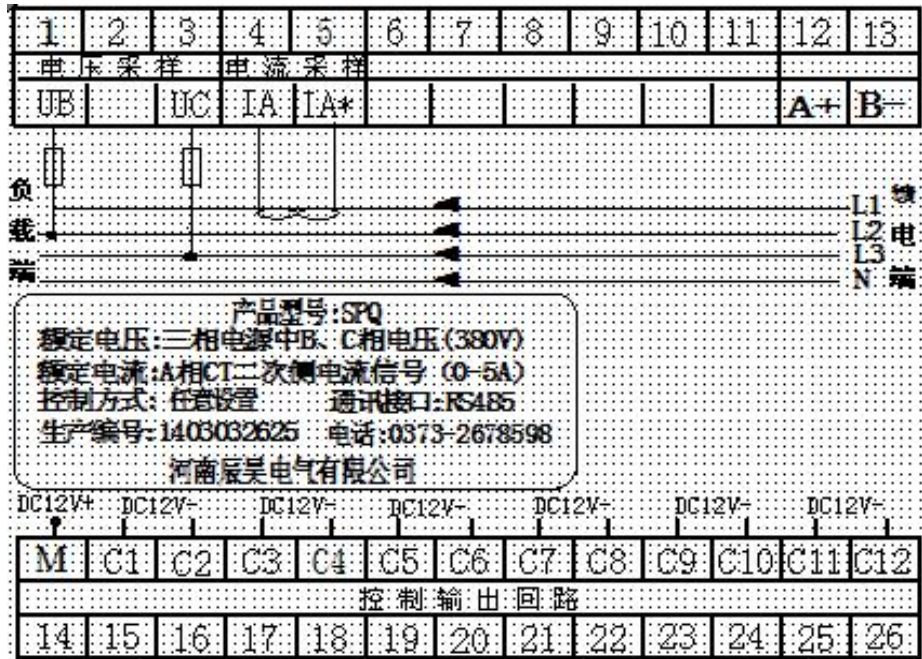 1 2 3 4 5 6 7 8 9 10 11 12 13
电压采样 电流采样
UB UC IA IA* A+ B-
负载端
馈电端
L1
L2
L3
N
产品型号:SPQ
额定电压:三相电源中B、C相电压(380V)
额定电流:A相CT二次侧电流信号 (0-5A)
控制方式: 任意设置 通讯接口:RS485
生产编号:1403032625 电话:0373-2678598
河南辰昊电气有限公司
DC12V+ DC12V- DC12V- DC12V- DC12V- DC12V- DC12V-
M C1 C2 C3 C4 C5 C6 C7 C8 C9 C10 C11 C12
控制输出回路
14 15 16 17 18 19 20 21 22 23 24 25 26